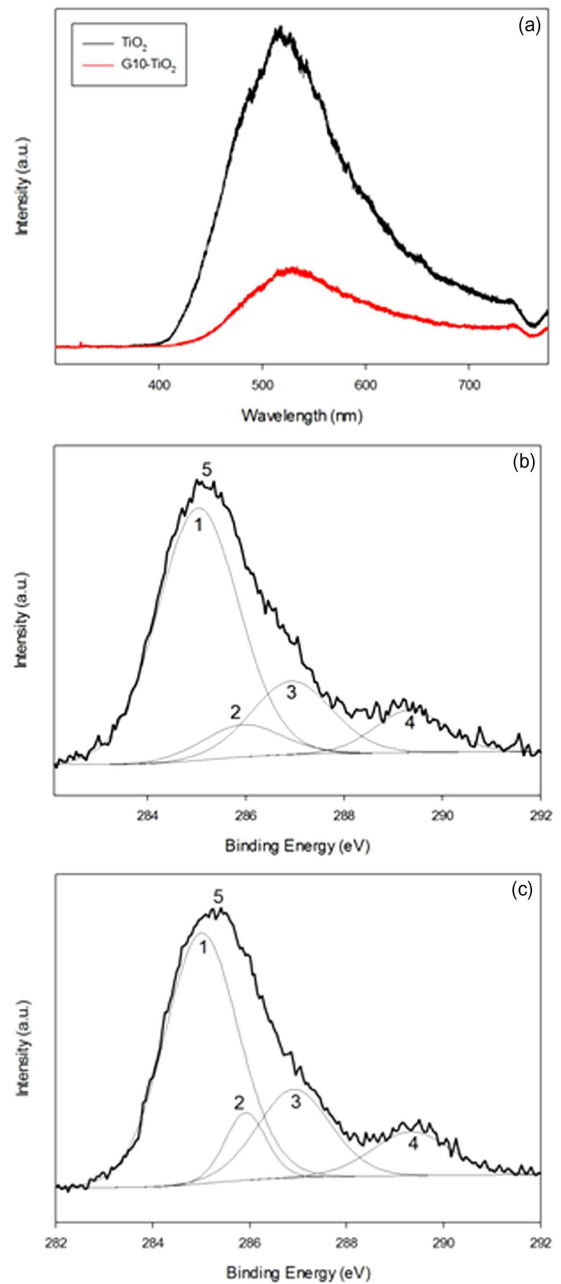 (a)
TiO2
G10-TiO2
Intensity (a.u.)
400 500 600 700
Wavelength (nm)
(b)
5
1
3
2
4
Intensity (a.u.)
284 286 288 290 292
Binding Energy (eV)
(c)
5
1
2
3
4
Intensity (a.u.)
282 284 286 288 290 292
Binding Energy (eV)